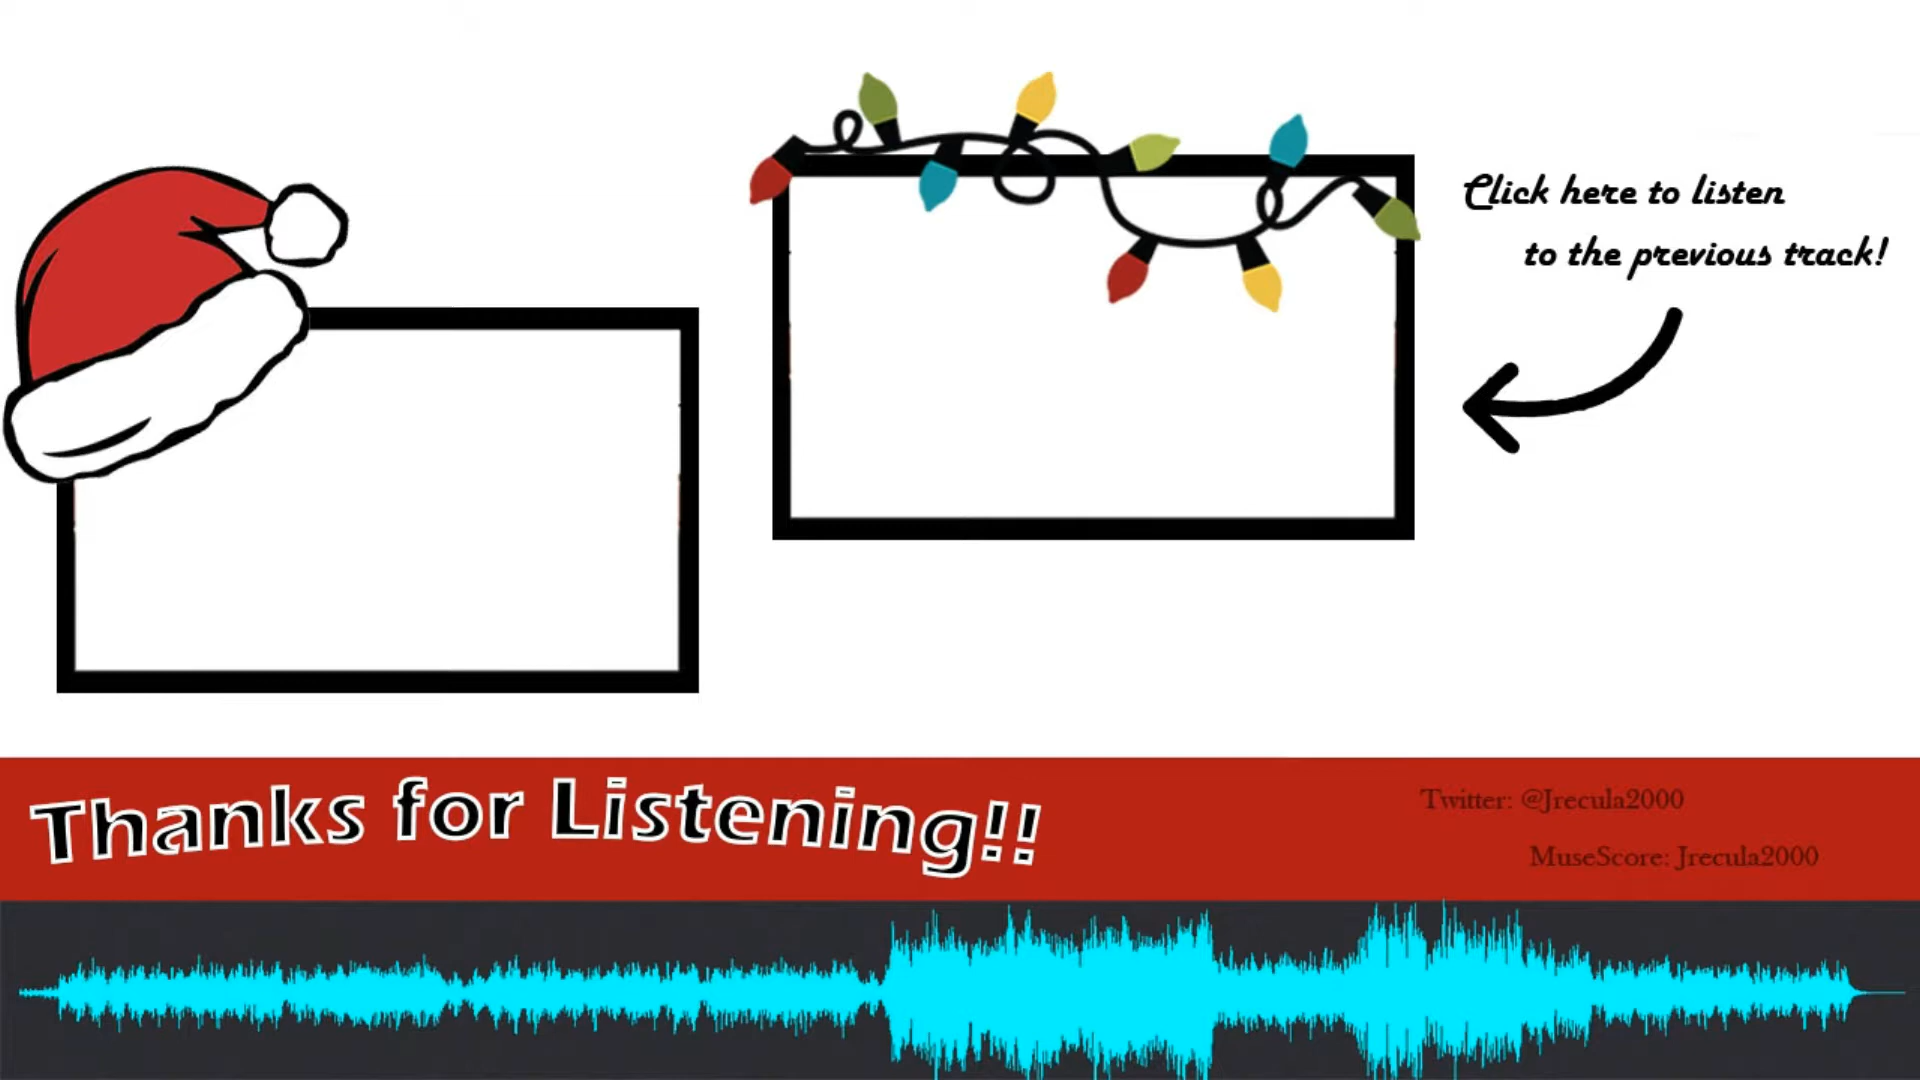 Click here to listen
to the previous track!
Thanks for Listening!!
Twitter: @Jrecula2000
MuseScore: Jrecula2000